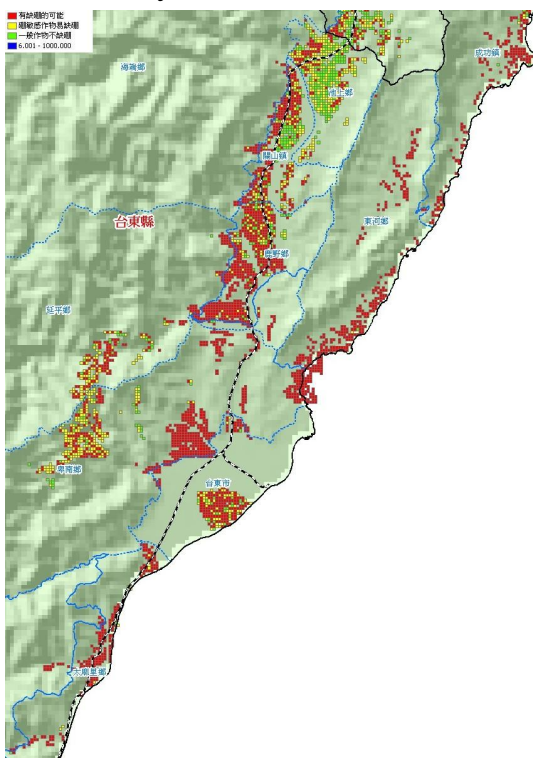 有缺硼的可能
硼敏感作物易缺硼
一般作物不缺硼
6.001 - 1000.000
海端鄉
池上鄉
成功鎮
關山鎮
台東縣
東河鄉
鹿野鄉
延平鄉
卑南鄉
台東市
太麻里鄉